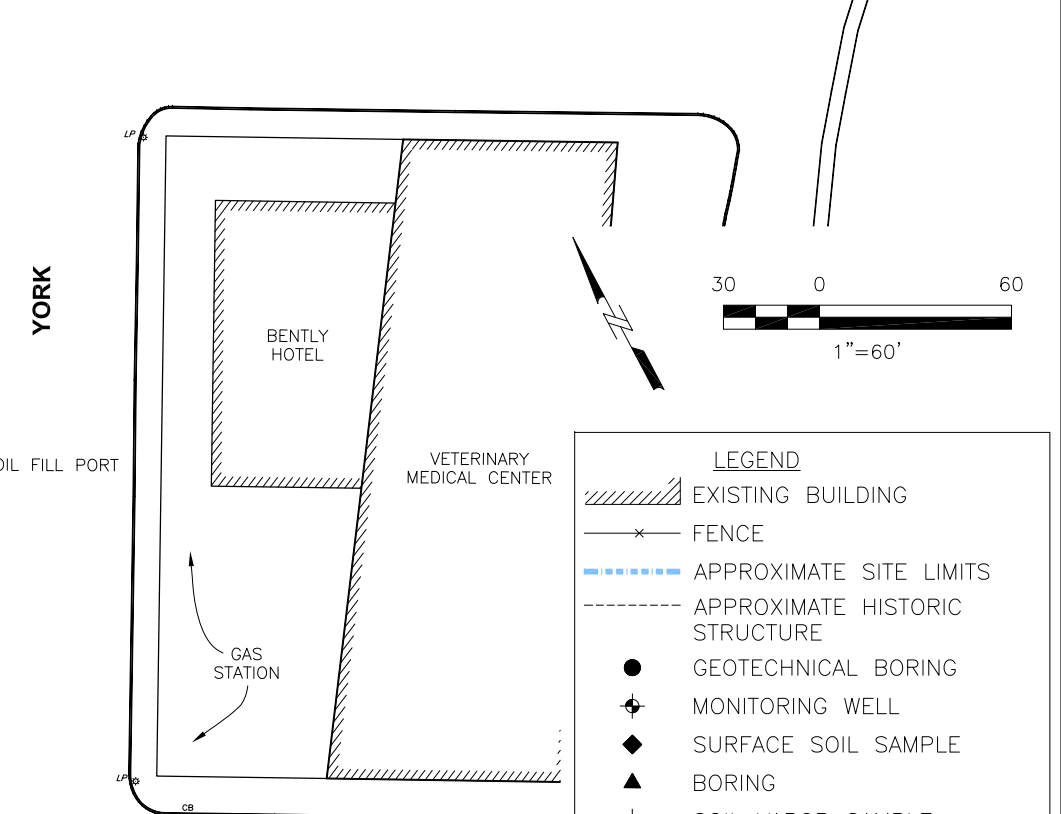 LP
YORK
30 0 60
1"=60'
BENTLY
HOTEL
OIL FILL PORT
VETERINARY
MEDICAL CENTER
GAS
STATION
LP
CB
LEGEND
EXISTING BUILDING
FENCE
APPROXIMATE SITE LIMITS
APPROXIMATE HISTORIC
STRUCTURE
GEOTECHNICAL BORING
MONITORING WELL
SURFACE SOIL SAMPLE
BORING